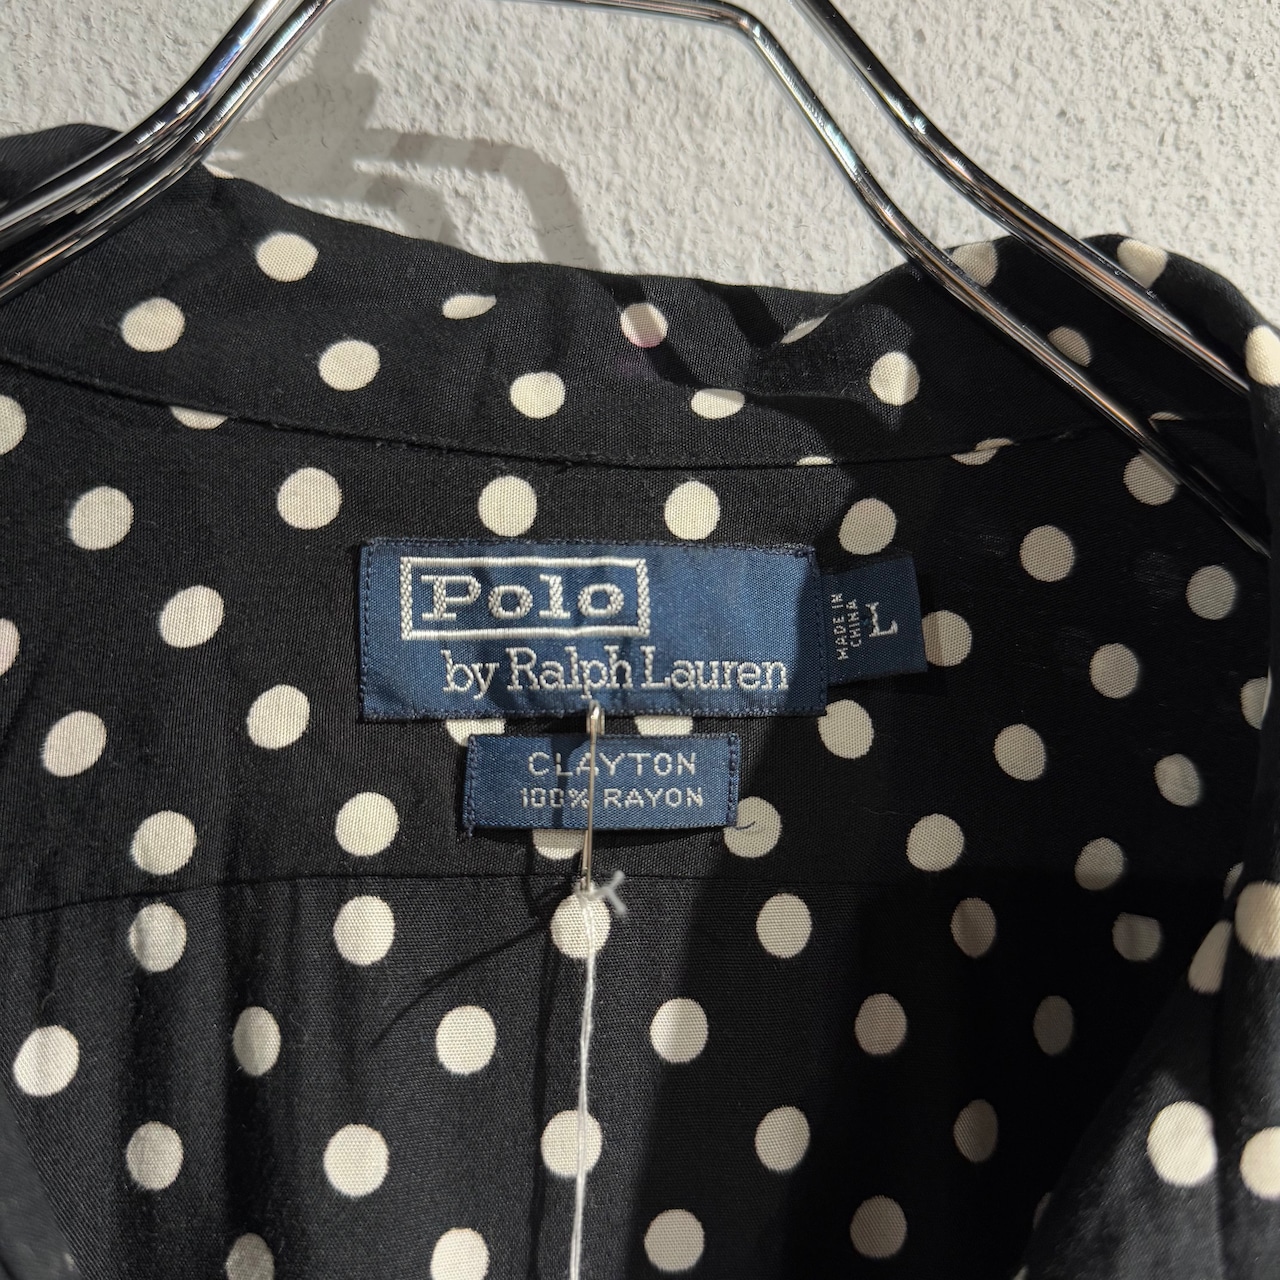 Polo
by Ralph Lauren
MADE IN
CHINA
L
CLAYTON
100% RAYON